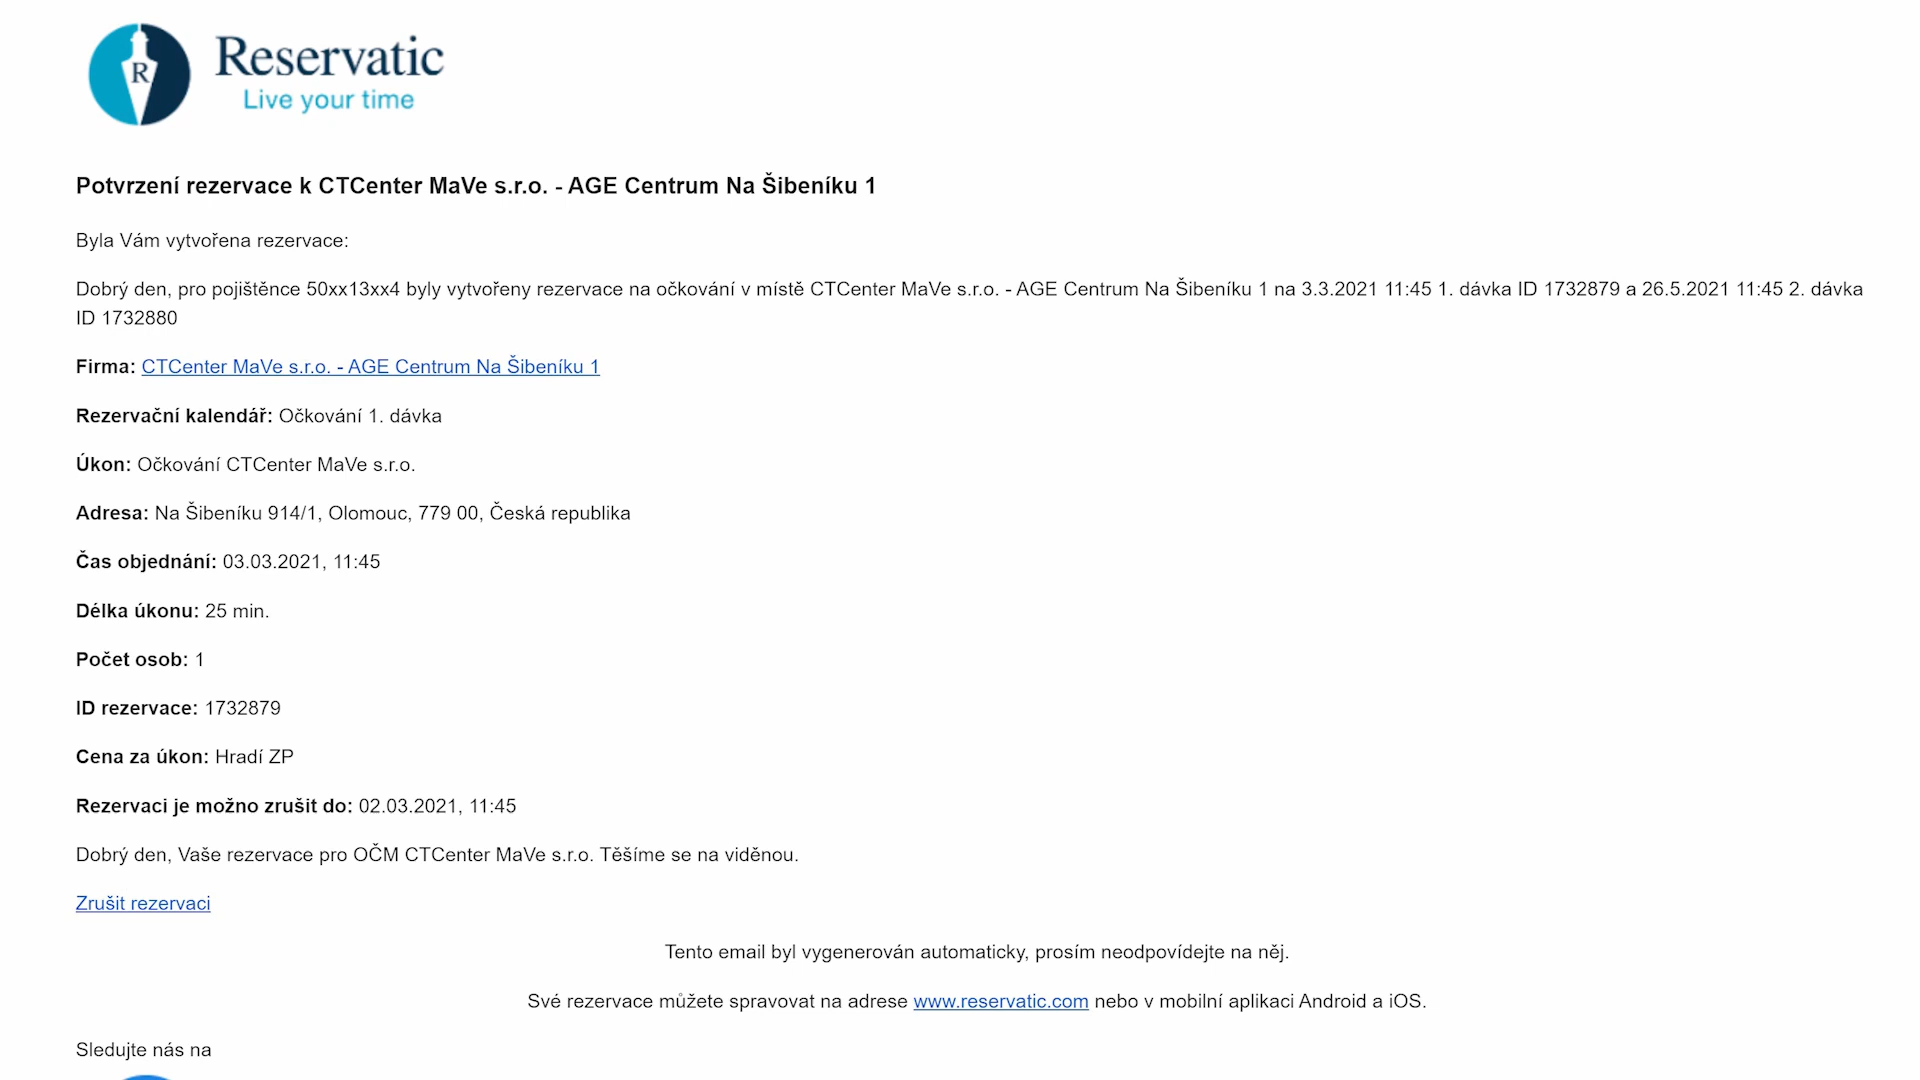 R
Reservatic
Live your time
Potvrzení rezervace k CTCenter MaVe s.r.o. - AGE Centrum Na Šibeníku 1
Byla Vám vytvořena rezervace:
Dobrý den, pro pojištěnce 50xx13xx4 byly vytvořeny rezervace na očkování v místě CTCenter MaVe s.r.o. - AGE Centrum Na Šibeníku 1 na 3.3.2021 11:45 1. dávka ID 1732879 a 26.5.2021 11:45 2. dávka
ID 1732880
Firma: CTCenter MaVe s.r.o. - AGE Centrum Na Šibeníku 1
Rezervační kalendář: Očkování 1. dávka
Úkon: Očkování CTCenter MaVe s.r.o.
Adresa: Na Šibeníku 914/1, Olomouc, 779 00, Česká republika
Čas objednání: 03.03.2021, 11:45
Délka úkonu: 25 min.
Počet osob: 1
ID rezervace: 1732879
Cena za úkon: Hradí ZP
Rezervaci je možno zrušit do: 02.03.2021, 11:45
Dobrý den, Vaše rezervace pro OČM CTCenter MaVe s.r.o. Těšíme se na viděnou.
Zrušit rezervaci
Tento email byl vygenerován automaticky, prosím neodpovídejte na něj.
Své rezervace můžete spravovat na adrese www.reservatic.com nebo v mobilní aplikaci Android a iOS.
Sledujte nás na